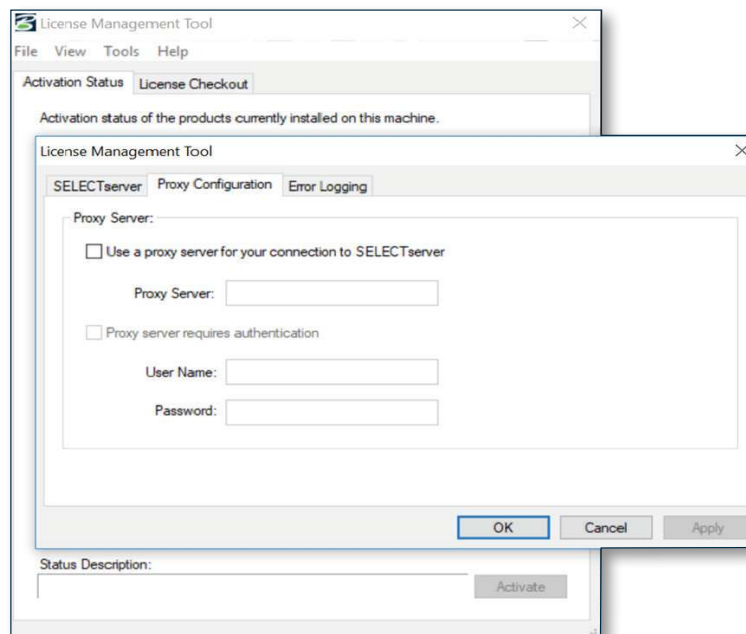 License Management Tool
File View Tools Help
Activation Status License Checkout
Activation status of the products currently installed on this machine.
License Management Tool
SELECTserver Proxy Configuration Error Logging
Proxy Server:
Use a proxy server for your connection to SELECTserver
Proxy Server:
Proxy server requires authentication
User Name:
Password:
OK Cancel Apply
Status Description:
Activate